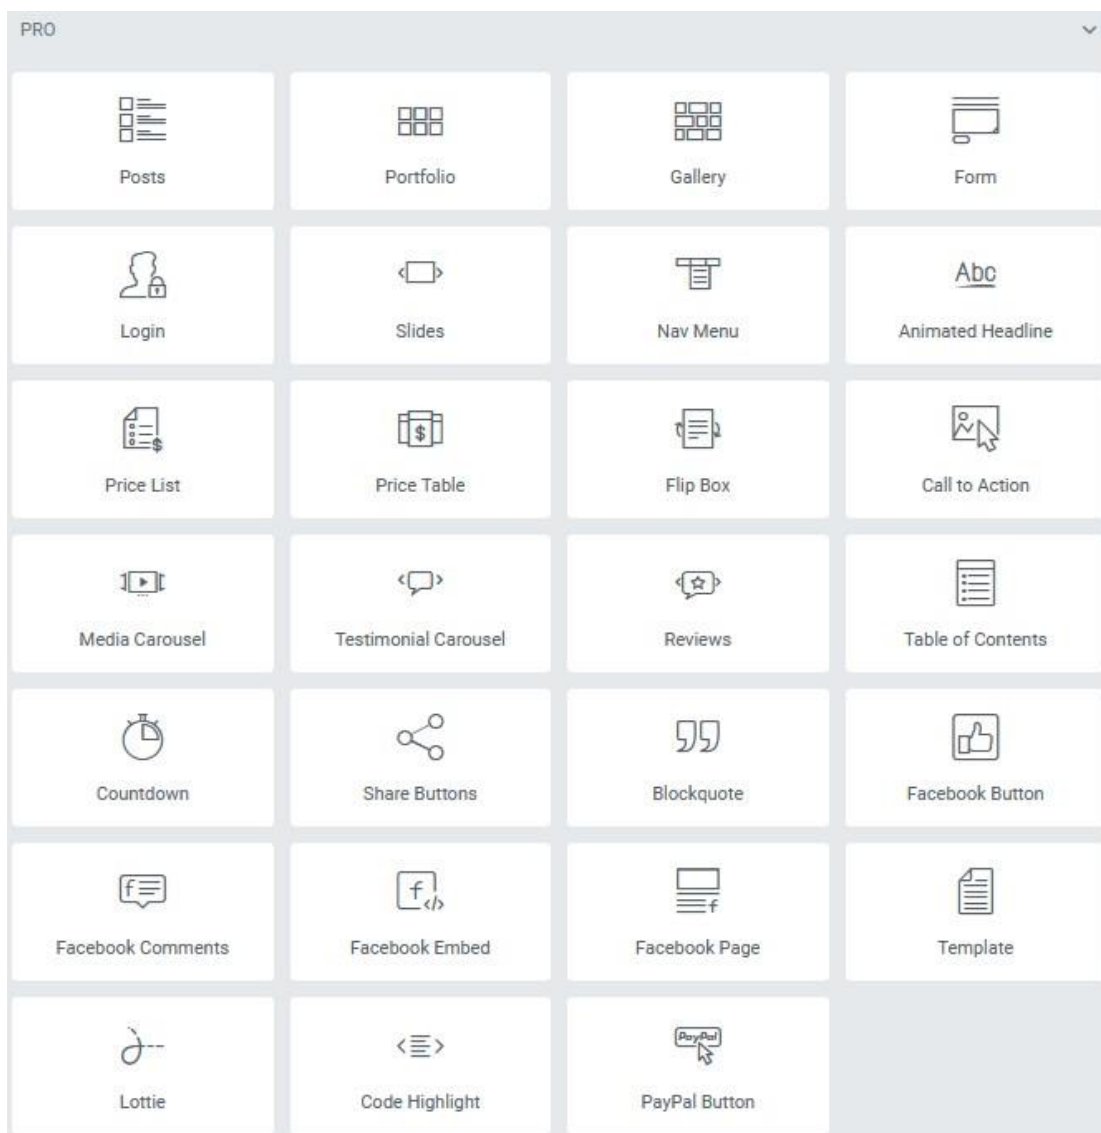 PRO
Posts
Portfolio
Gallery
Form
Login
Slides
Nav Menu
Abc
Animated Headline
$
Price List
$
Price Table
Flip Box
Call to Action
Media Carousel
Testimonial Carousel
Reviews
Table of Contents
Countdown
Share Buttons
Blockquote
Facebook Button
f
Facebook Comments
f
</>
Facebook Embed
f
Facebook Page
Template
Lottie
Code Highlight
PayPal
PayPal Button